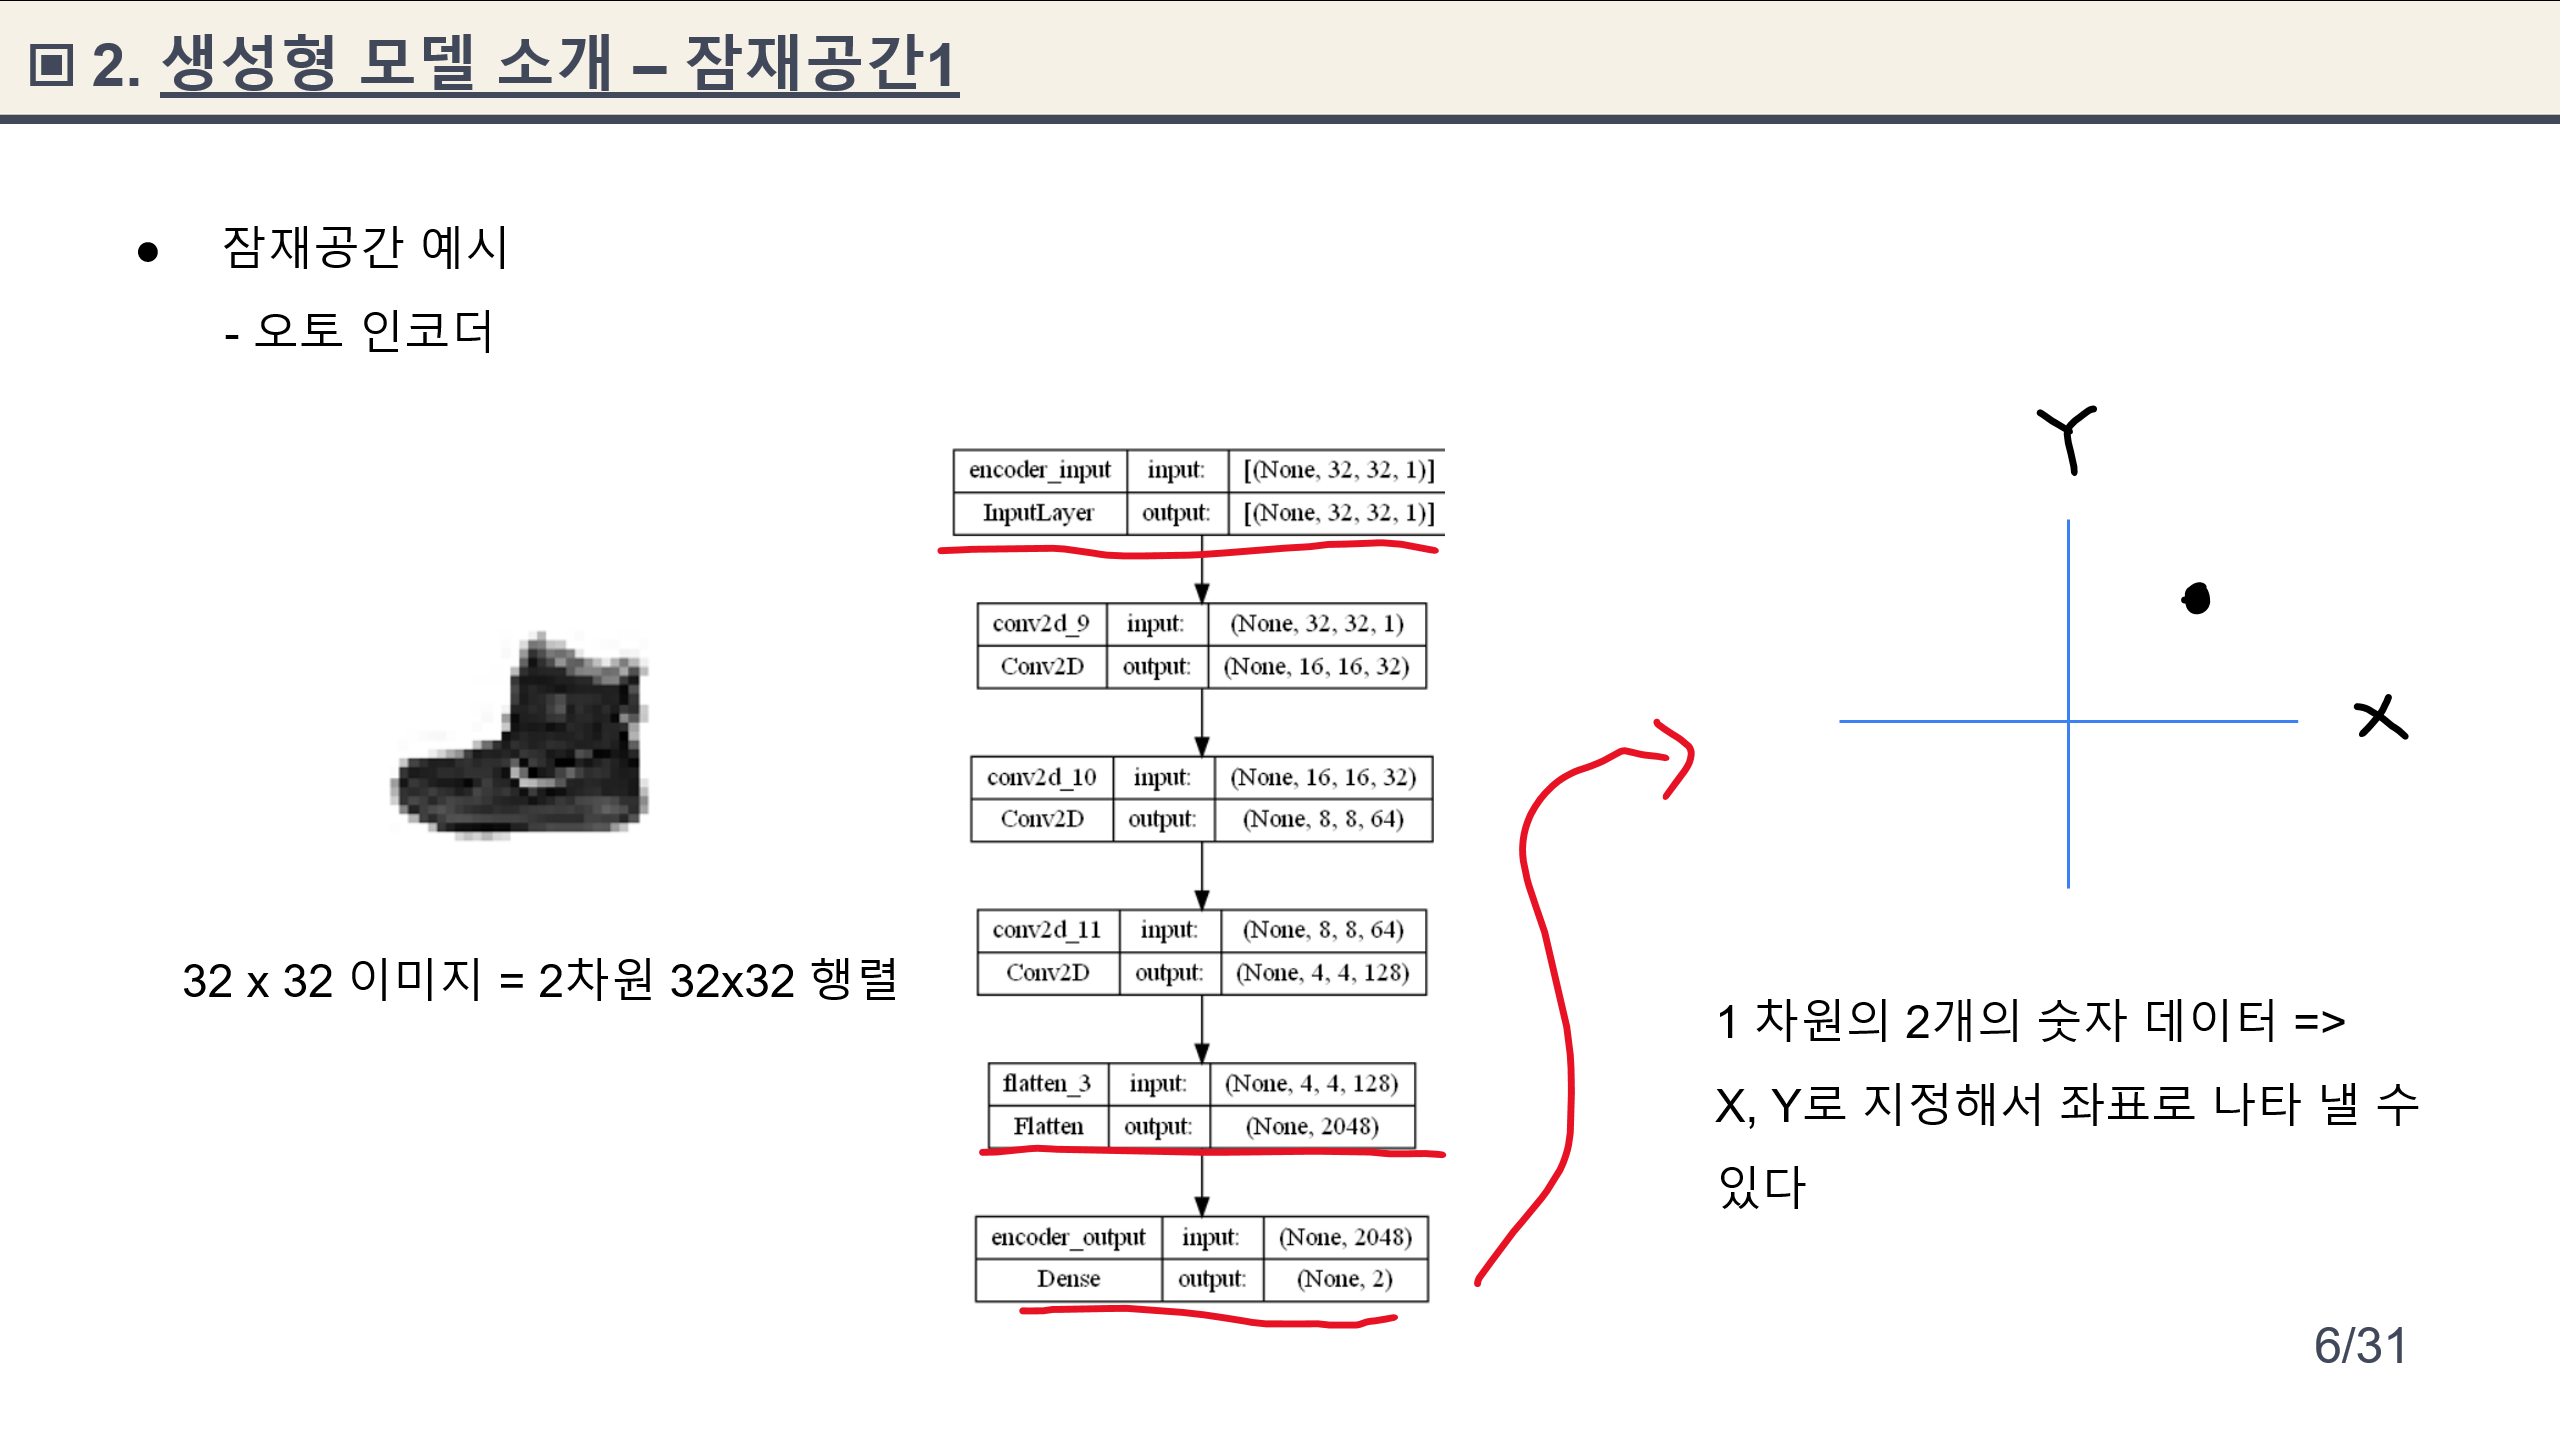 ▣ 2. 생성형 모델 소개 – 잠재공간1
● 잠재공간 예시
- 오토 인코더
32 x 32 이미지 = 2차원 32x32 행렬
encoder_input input: [(None, 32, 32, 1)]
InputLayer output: [(None, 32, 32, 1)]
conv2d_9 input: (None, 32, 32, 1)
Conv2D output: (None, 16, 16, 32)
conv2d_10 input: (None, 16, 16, 32)
Conv2D output: (None, 8, 8, 64)
conv2d_11 input: (None, 8, 8, 64)
Conv2D output: (None, 4, 4, 128)
flatten_3 input: (None, 4, 4, 128)
Flatten output: (None, 2048)
encoder_output input: (None, 2048)
Dense output: (None, 2)
Y
X
1 차원의 2개의 숫자 데이터 =>
X, Y로 지정해서 좌표로 나타 낼 수
있다
6/31